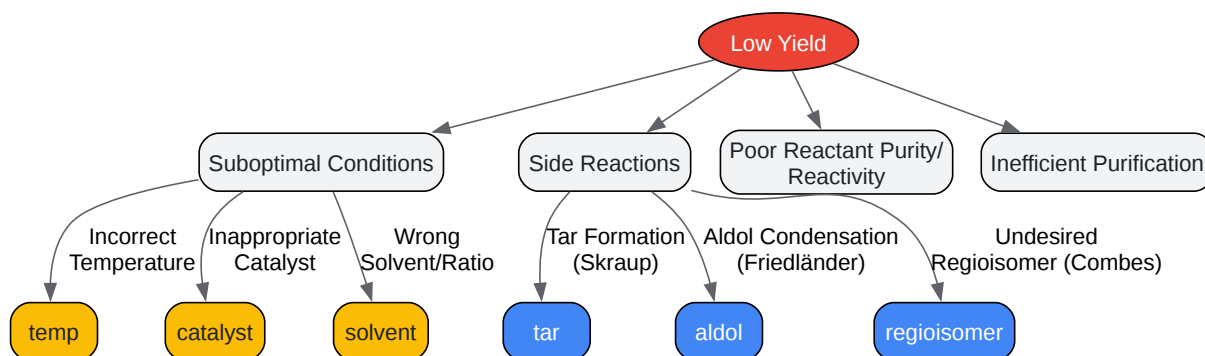 Low Yield
Suboptimal Conditions
Side Reactions
Poor Reactant Purity/
Reactivity
Inefficient Purification
Incorrect
Temperature
Inappropriate
Catalyst
Wrong
Solvent/Ratio
Tar Formation
(Skraup)
Aldol Condensation
(Friedländer)
Undesired
Regioisomer (Combes)
temp
catalyst
solvent
tar
aldol
regioisomer